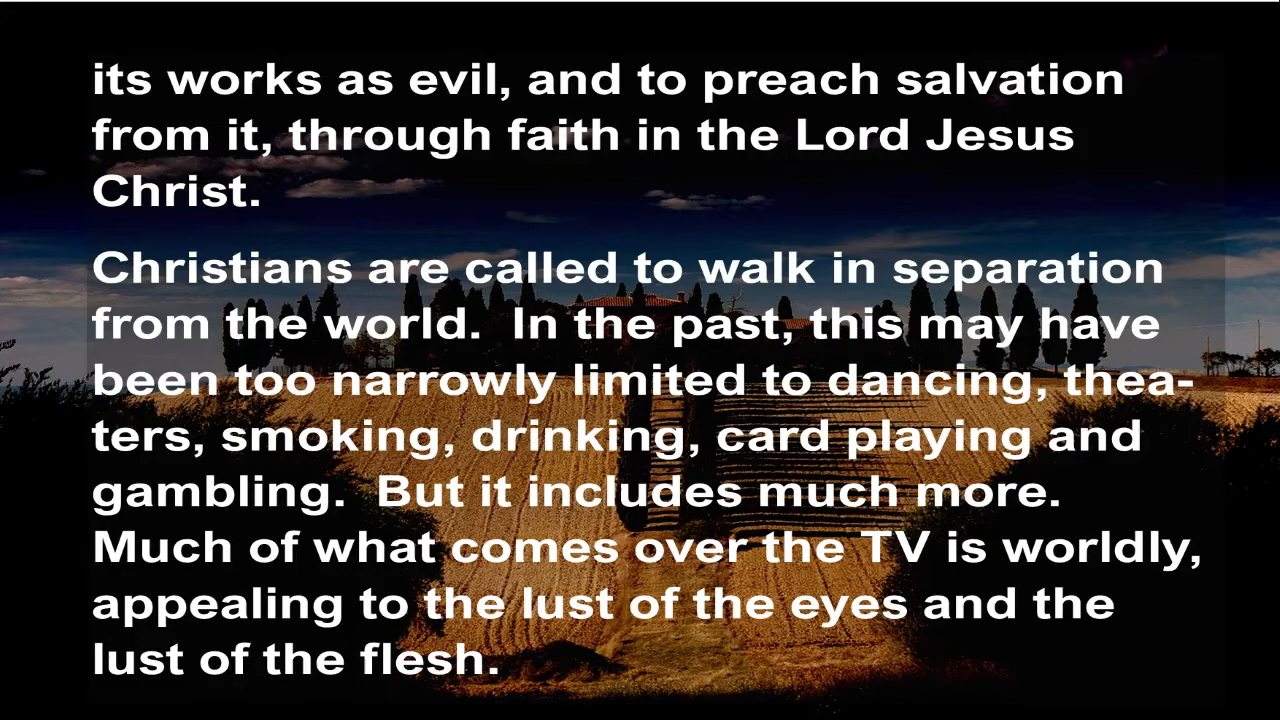 its works as evil, and to preach salvation
from it, through faith in the Lord Jesus
Christ.
Christians are called to walk in separation
from the world.  In the past, this may have
been too narrowly limited to dancing, thea-
ters, smoking, drinking, card playing and
gambling.  But it includes much more.
Much of what comes over the TV is worldly,
appealing to the lust of the eyes and the
lust of the flesh.